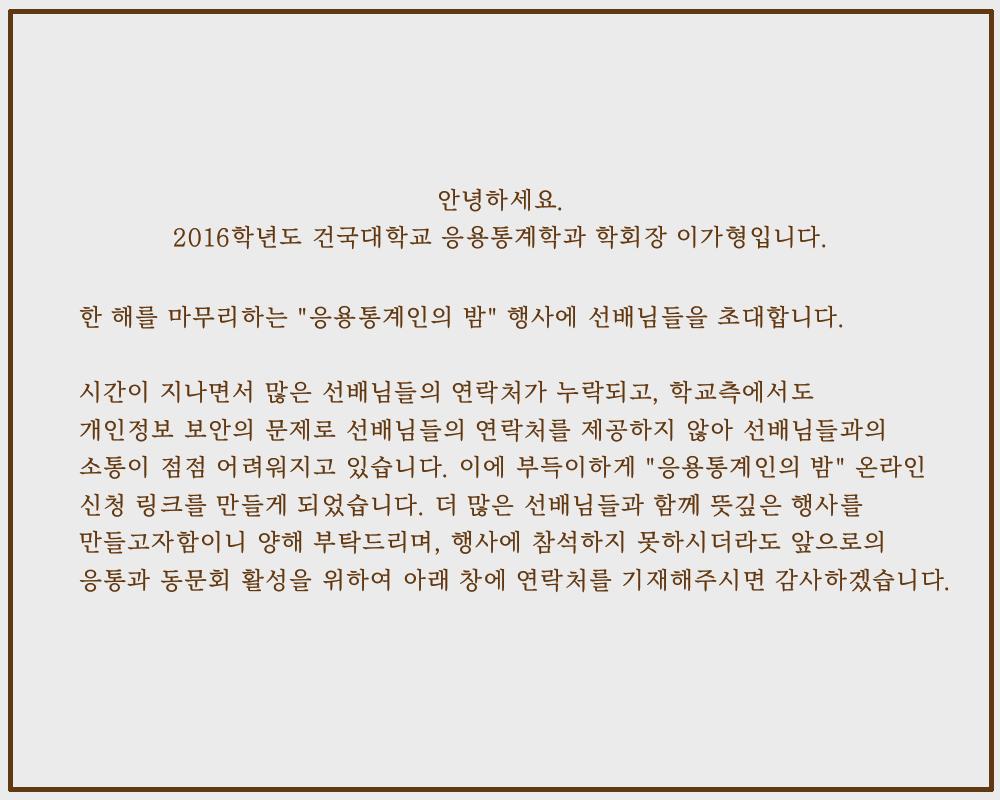 안녕하세요.
2016학년도 건국대학교 응용통계학과 학회장 이가형입니다.
한 해를 마무리하는 "응용통계인의 밤" 행사에 선배님들을 초대합니다.
시간이 지나면서 많은 선배님들의 연락처가 누락되고, 학교측에서도
개인정보 보안의 문제로 선배님들의 연락처를 제공하지 않아 선배님들과의
소통이 점점 어려워지고 있습니다. 이에 부득이하게 "응용통계인의 밤" 온라인
신청 링크를 만들게 되었습니다. 더 많은 선배님들과 함께 뜻깊은 행사를
만들고자함이니 양해 부탁드리며, 행사에 참석하지 못하시더라도 앞으로의
응통과 동문회 활성을 위하여 아래 창에 연락처를 기재해주시면 감사하겠습니다.